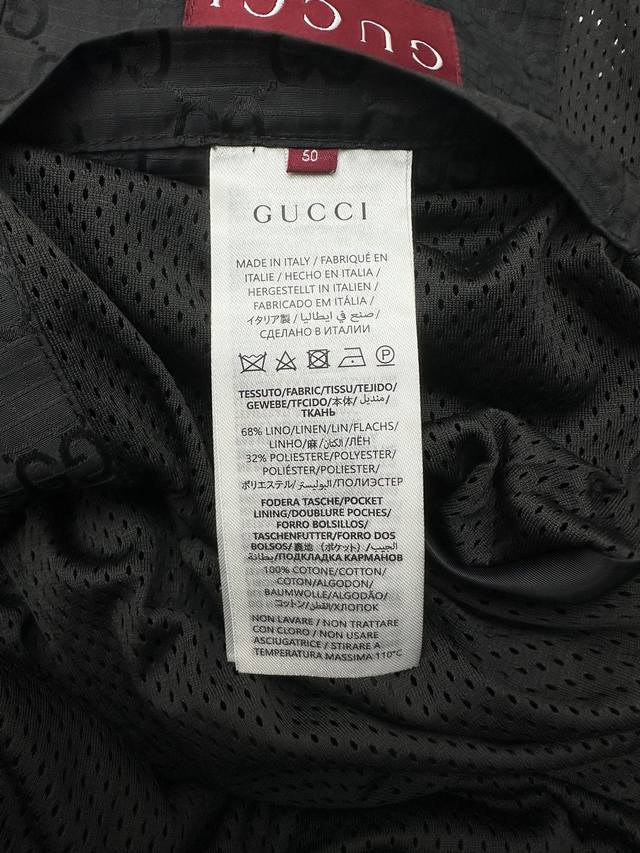 GUCCI
50
GUCCI
MADE IN ITALY / FABRIQUÉ EN
ITALIE / HECHO EN ITALIA /
HERGESTELLT IN ITALIEN /
FABRICADO EM ITÁLIA /
イタリア製 / صنع في ايطاليا /
СДЕЛАНО В ИТАЛИИ
TESSUTO/FABRIC/TISSU/TEJIDO/
GEWEBE/TFCIDO/本体/منديل/
ТКАНЬ
68% LINO/LINEN/LIN/FLACHS/
LINHO/麻/الكتان/ЛЁН
32% POLIESTERE/POLYESTER/
POLIÉSTER/POLIESTER/
ポリエステル/البوليستر/ПОЛИЭСТЕР
FODERA TASCHE/POCKET
LINING/DOUBLURE POCHES/
FORRO BOLSILLOS/
TASCHENFUTTER/FORRO DOS
BOLSOS/裏地 (ポケット)/الجيب
بطانة/ПОДКЛАДКА КАРМАНОВ
100% COTONE/COTTON/
COTON/ALGODON/
BAUMWOLLE/ALGODÃO/
コットン/القطن/ХЛОПОК
NON LAVARE / NON TRATTARE
CON CLORO / NON USARE
ASCIUGATRICE / STIRARE A
TEMPERATURA MASSIMA 110°C